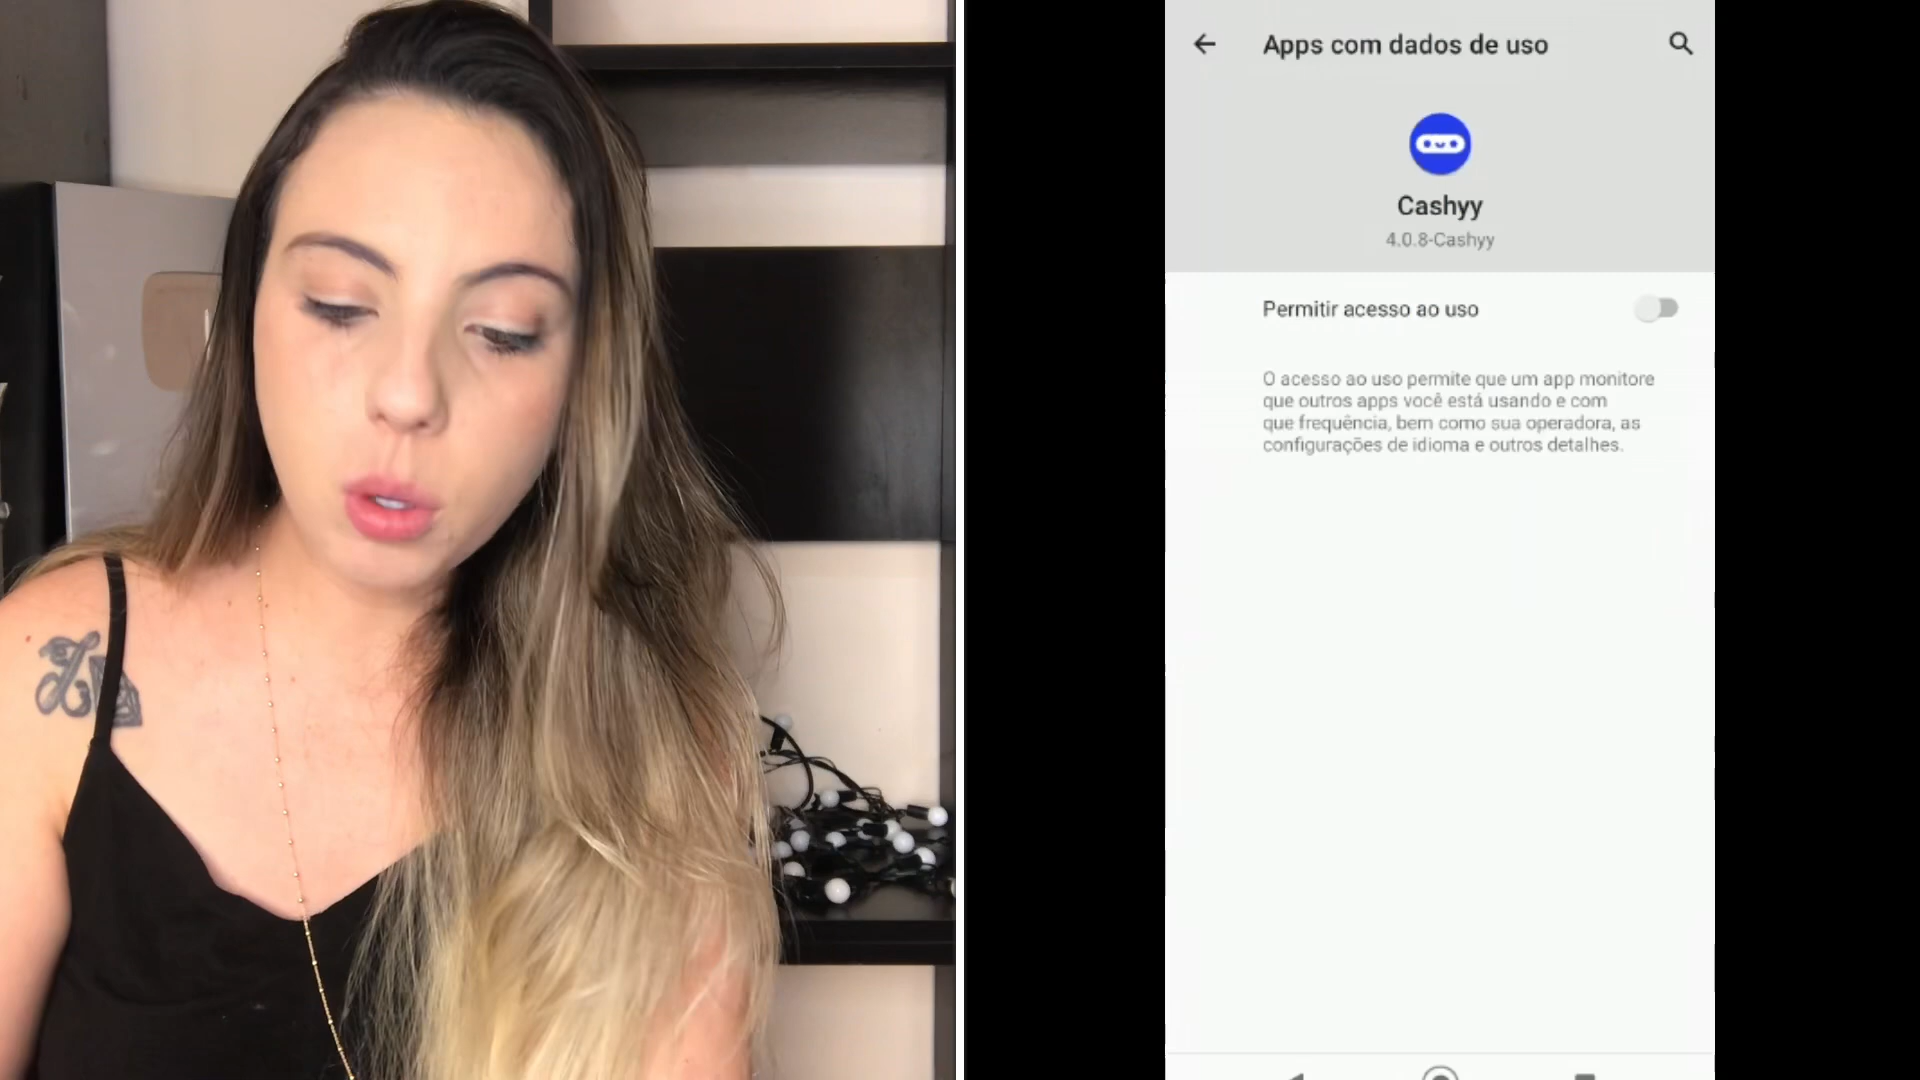 Apps com dados de uso
Cashyy
4.0.8-Cashyy
Permitir acesso ao uso
O acesso ao uso permite que um app monitore
que outros apps você está usando e com
que frequência, bem como sua operadora, as
configurações de idioma e outros detalhes.